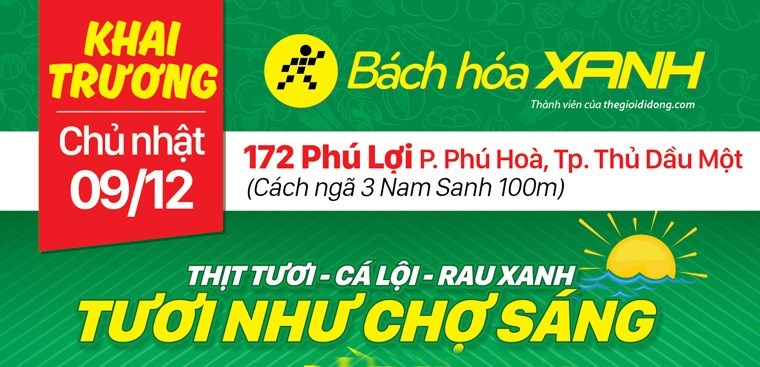 KHAI
TRƯƠNG
Chủ nhật
09/12
Bách hóa XANH
Thành viên của thegioididong.com
172 Phú Lợi P. Phú Hoà, Tp. Thủ Dầu Một
(Cách ngã 3 Nam Sanh 100m)
THỊT TƯƠI - CÁ LỘI - RAU XANH
TƯƠI NHƯ CHỢ SÁNG